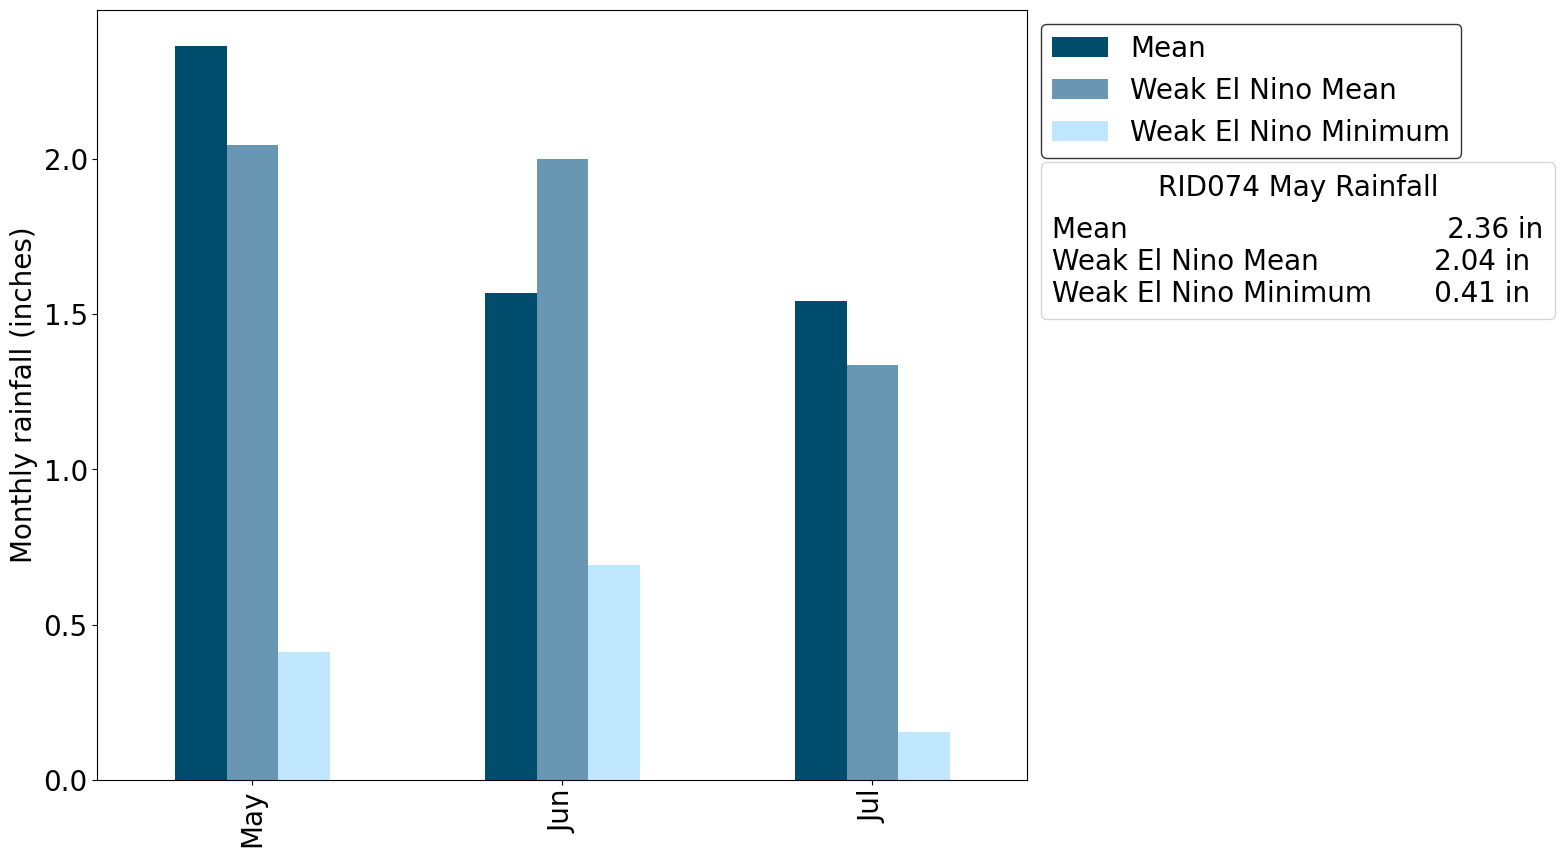 Monthly rainfall (inches)
2.0
1.5
1.0
0.5
0.0
May
Jun
Jul
Mean
Weak El Nino Mean
Weak El Nino Minimum
RID074 May Rainfall
Mean 2.36 in
Weak El Nino Mean 2.04 in
Weak El Nino Minimum 0.41 in